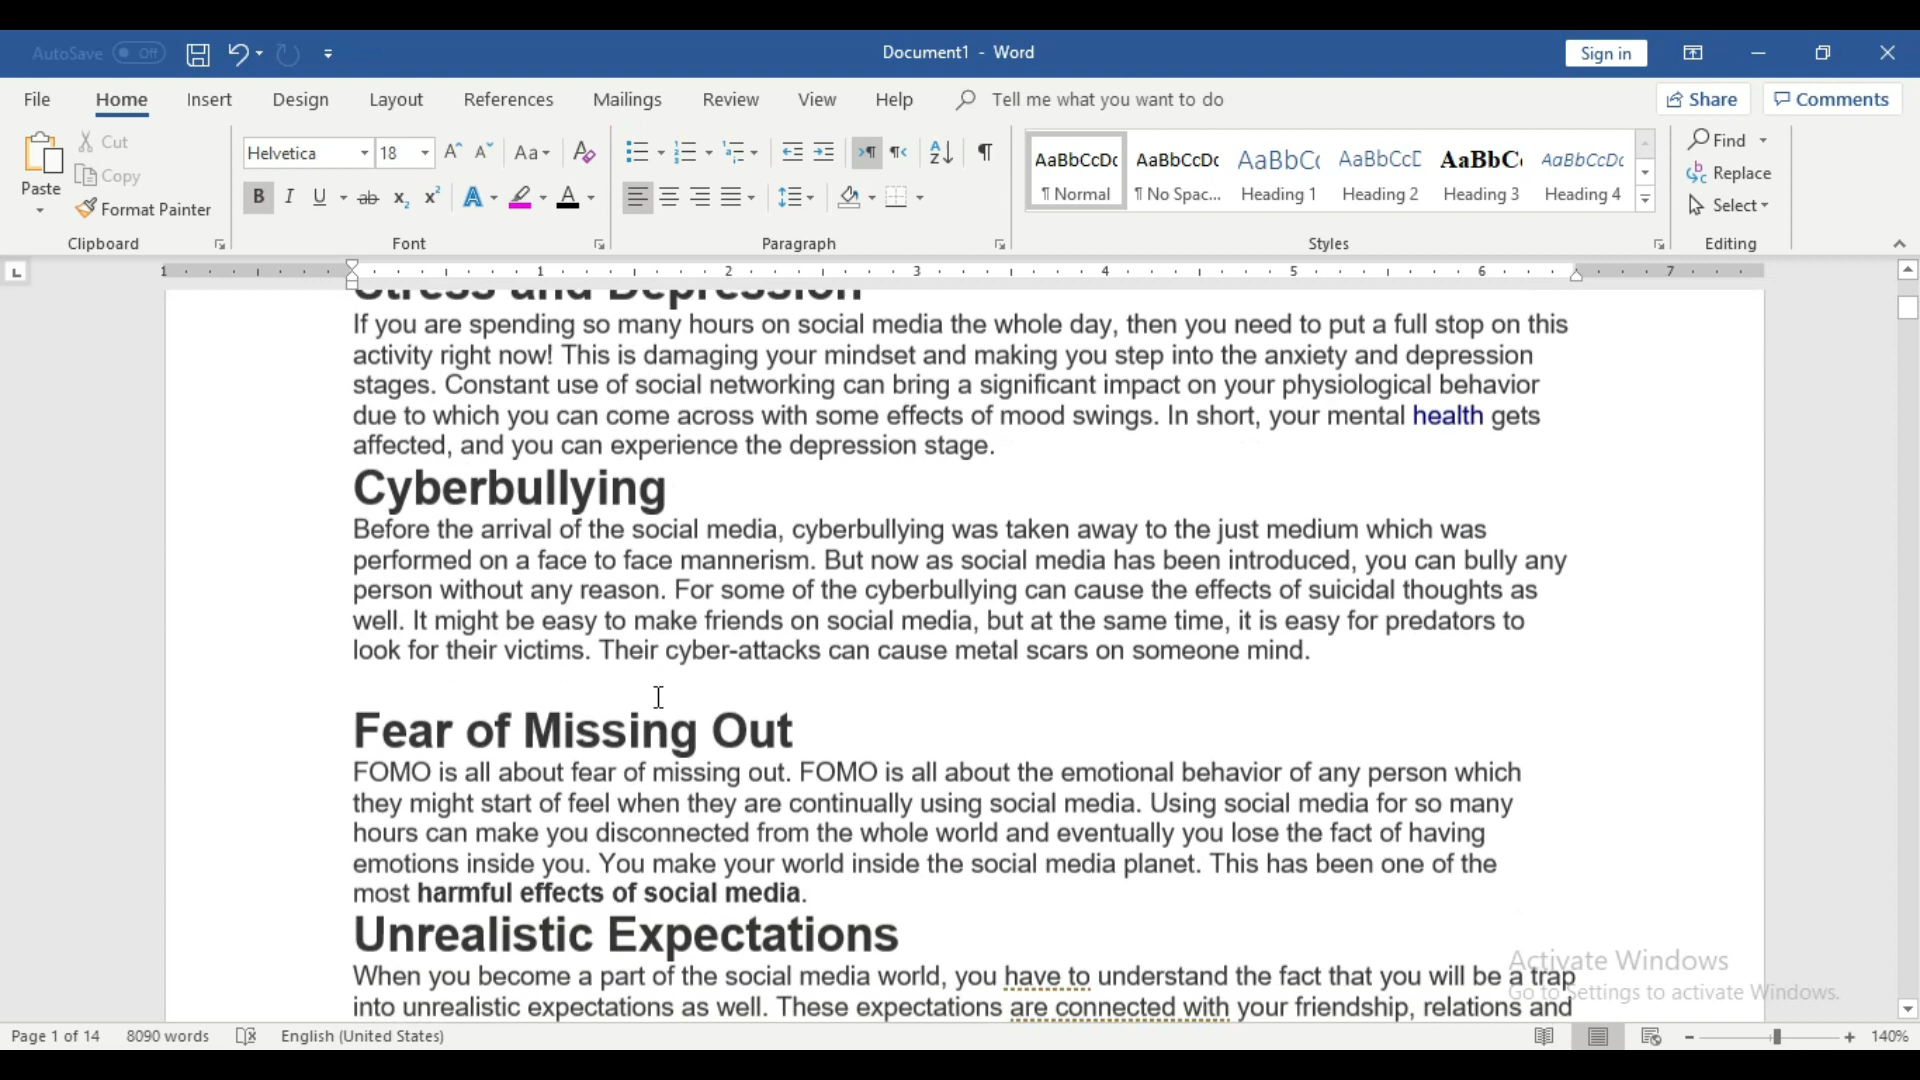 AutoSave Off
Document1 - Word
Sign in
File Home Insert Design Layout References Mailings Review View Help Tell me what you want to do
Share Comments
Paste
Cut
Copy
Format Painter
Clipboard
Helvetica 18
Font
Paragraph
AaBbCcDc AaBbCcDc AaBbC AaBbCcD AaBbC AaBbCcDc
¶ Normal ¶ No Spac... Heading 1 Heading 2 Heading 3 Heading 4
Styles
Find
Replace
Select
Editing
1 1 2 3 4 5 6 7
Stress and Depression
If you are spending so many hours on social media the whole day, then you need to put a full stop on this
activity right now! This is damaging your mindset and making you step into the anxiety and depression
stages. Constant use of social networking can bring a significant impact on your physiological behavior
due to which you can come across with some effects of mood swings. In short, your mental health gets
affected, and you can experience the depression stage.
Cyberbullying
Before the arrival of the social media, cyberbullying was taken away to the just medium which was
performed on a face to face mannerism. But now as social media has been introduced, you can bully any
person without any reason. For some of the cyberbullying can cause the effects of suicidal thoughts as
well. It might be easy to make friends on social media, but at the same time, it is easy for predators to
look for their victims. Their cyber-attacks can cause metal scars on someone mind.
Fear of Missing Out
FOMO is all about fear of missing out. FOMO is all about the emotional behavior of any person which
they might start of feel when they are continually using social media. Using social media for so many
hours can make you disconnected from the whole world and eventually you lose the fact of having
emotions inside you. You make your world inside the social media planet. This has been one of the
most harmful effects of social media.
Unrealistic Expectations
When you become a part of the social media world, you have to understand the fact that you will be a trap
into unrealistic expectations as well. These expectations are connected with your friendship, relations and
Activate Windows
Go to Settings to activate Windows.
Page 1 of 14 8090 words English (United States) 140%